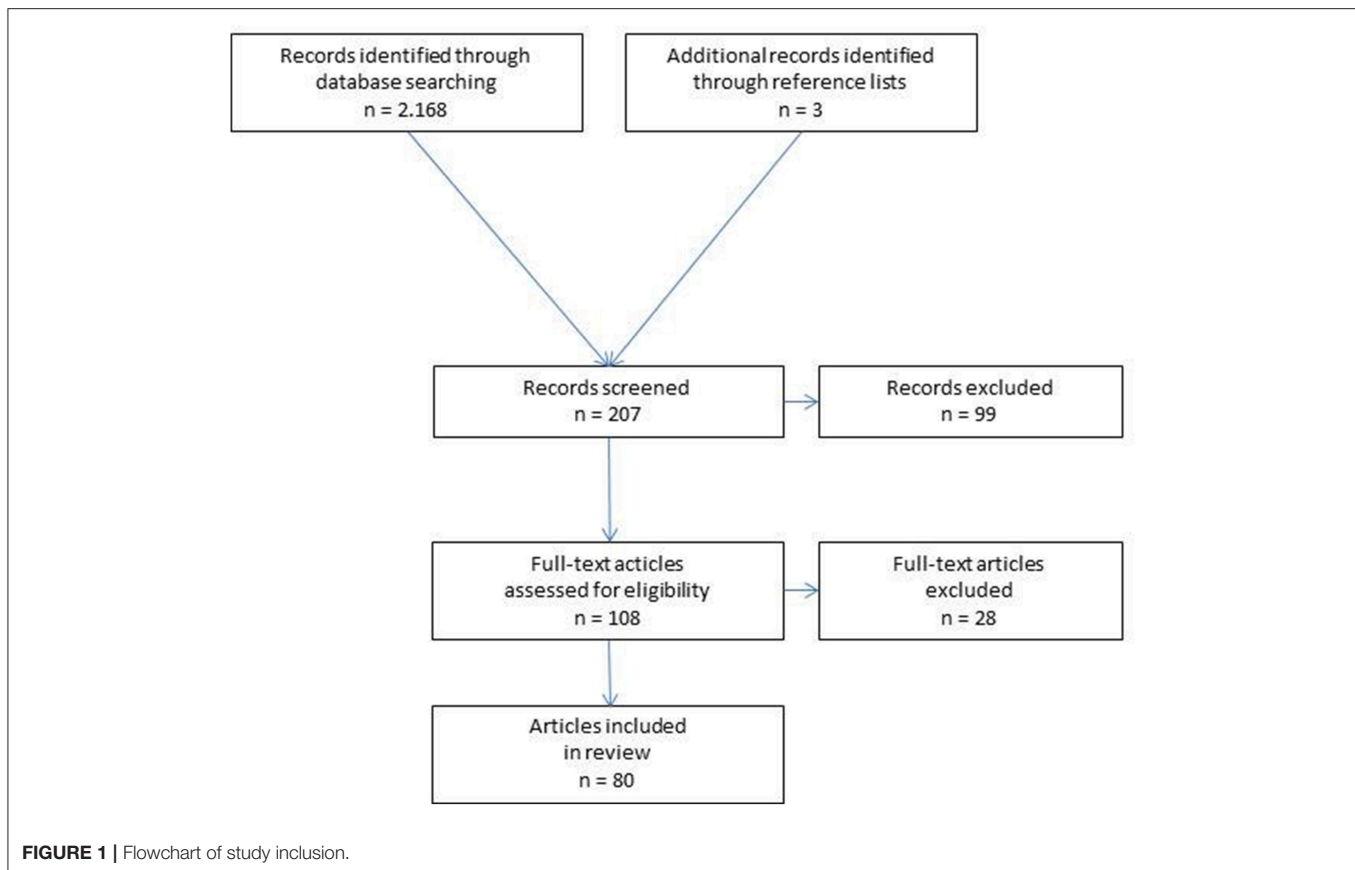 Records identified through
database searching
n = 2.168
Additional records identified
through reference lists
n = 3
Records screened
n = 207
Records excluded
n = 99
Full-text acticles
assessed for eligibility
n = 108
Full-text articles
excluded
n = 28
Articles included
in review
n = 80
FIGURE 1 | Flowchart of study inclusion.